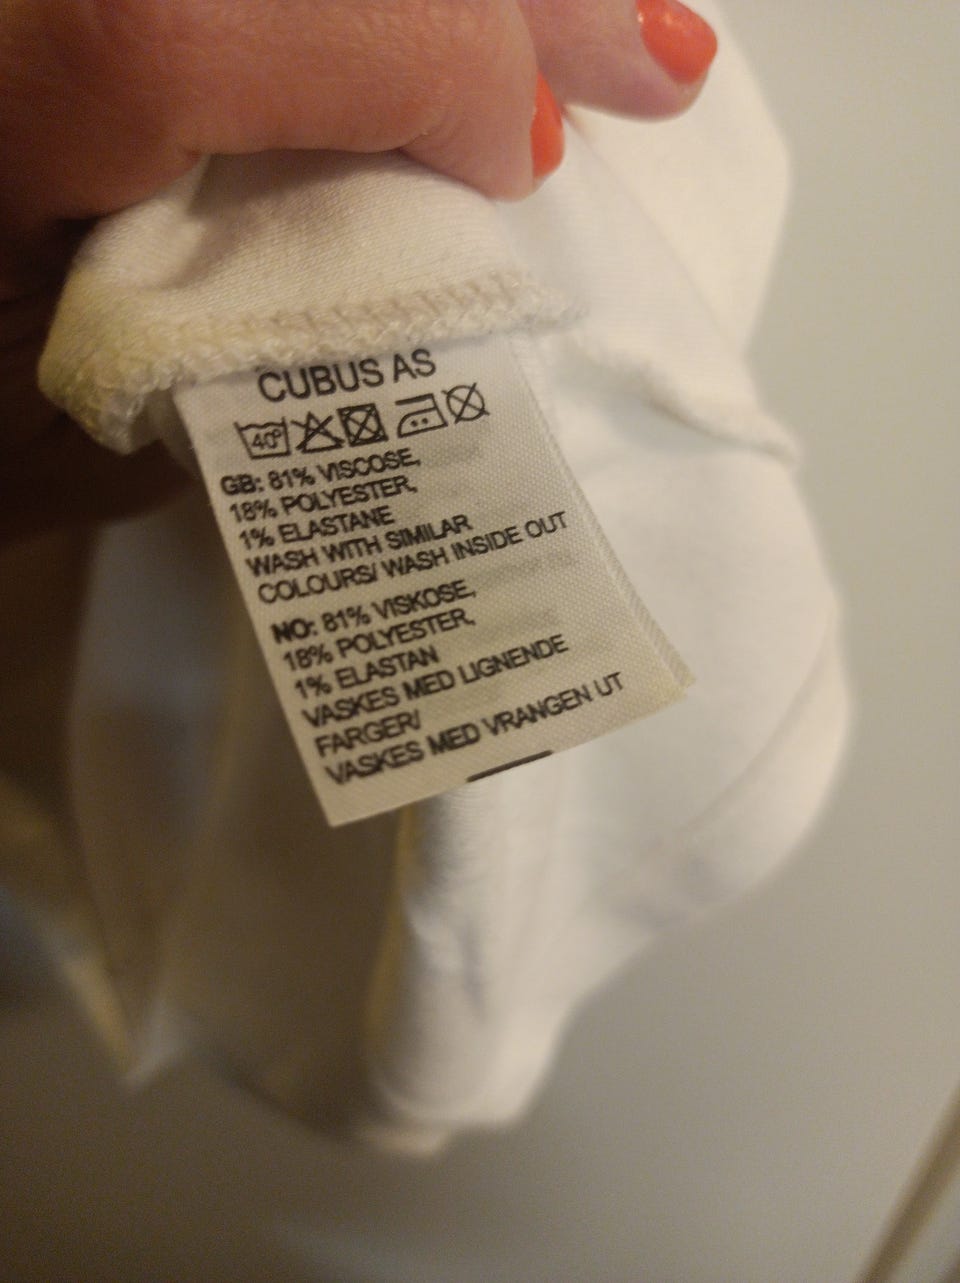 CUBUS AS
40°
GB: 81% VISCOSE,
18% POLYESTER,
1% ELASTANE
WASH WITH SIMILAR
COLOURS/ WASH INSIDE OUT
NO: 81% VISKOSE,
18% POLYESTER,
1% ELASTAN
VASKES MED LIGNENDE
FARGER/
VASKES MED VRANGEN UT